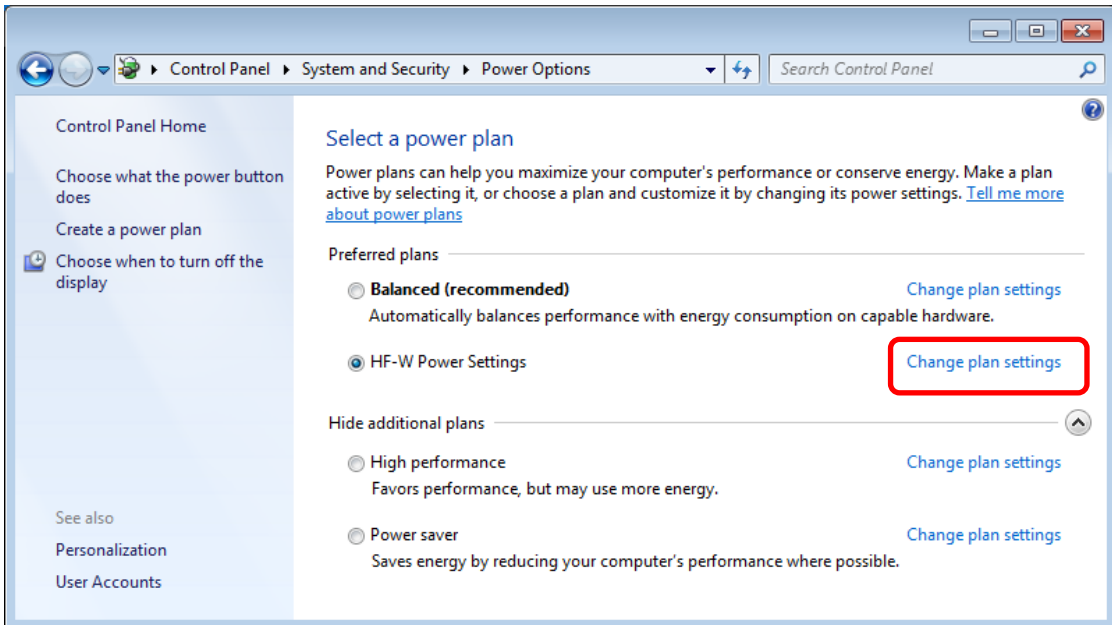 Control Panel System and Security Power Options Search Control Panel
Control Panel Home
Choose what the power button
does
Create a power plan
Choose when to turn off the
display
See also
Personalization
User Accounts
Select a power plan
Power plans can help you maximize your computer's performance or conserve energy. Make a plan
active by selecting it, or choose a plan and customize it by changing its power settings. Tell me more
about power plans
Preferred plans
Balanced (recommended) Change plan settings
Automatically balances performance with energy consumption on capable hardware.
HF-W Power Settings Change plan settings
Hide additional plans
High performance Change plan settings
Favors performance, but may use more energy.
Power saver Change plan settings
Saves energy by reducing your computer's performance where possible.